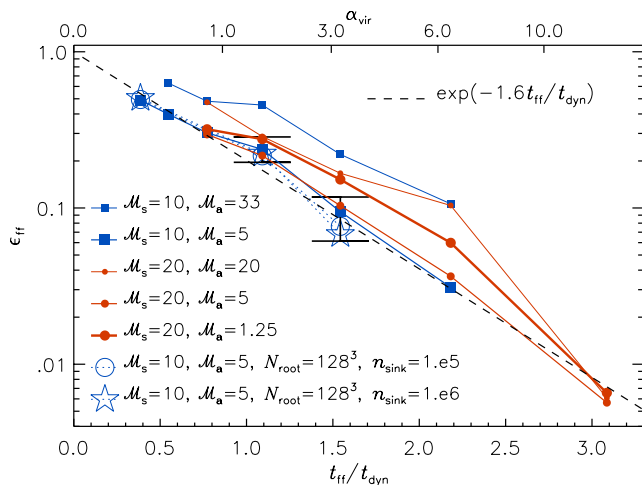 α_vir
0.0 1.0 3.0 6.0 10.0
1.0
exp(−1.6t_ff/t_dyn)
0.1
ϵ_ff
ℳ_s=10, ℳ_a=33
ℳ_s=10, ℳ_a=5
ℳ_s=20, ℳ_a=20
ℳ_s=20, ℳ_a=5
ℳ_s=20, ℳ_a=1.25
ℳ_s=10, ℳ_a=5, N_root=128³, n_sink=1.e5
ℳ_s=10, ℳ_a=5, N_root=128³, n_sink=1.e6
.01
0.0 0.5 1.0 1.5 2.0 2.5 3.0
t_ff/t_dyn